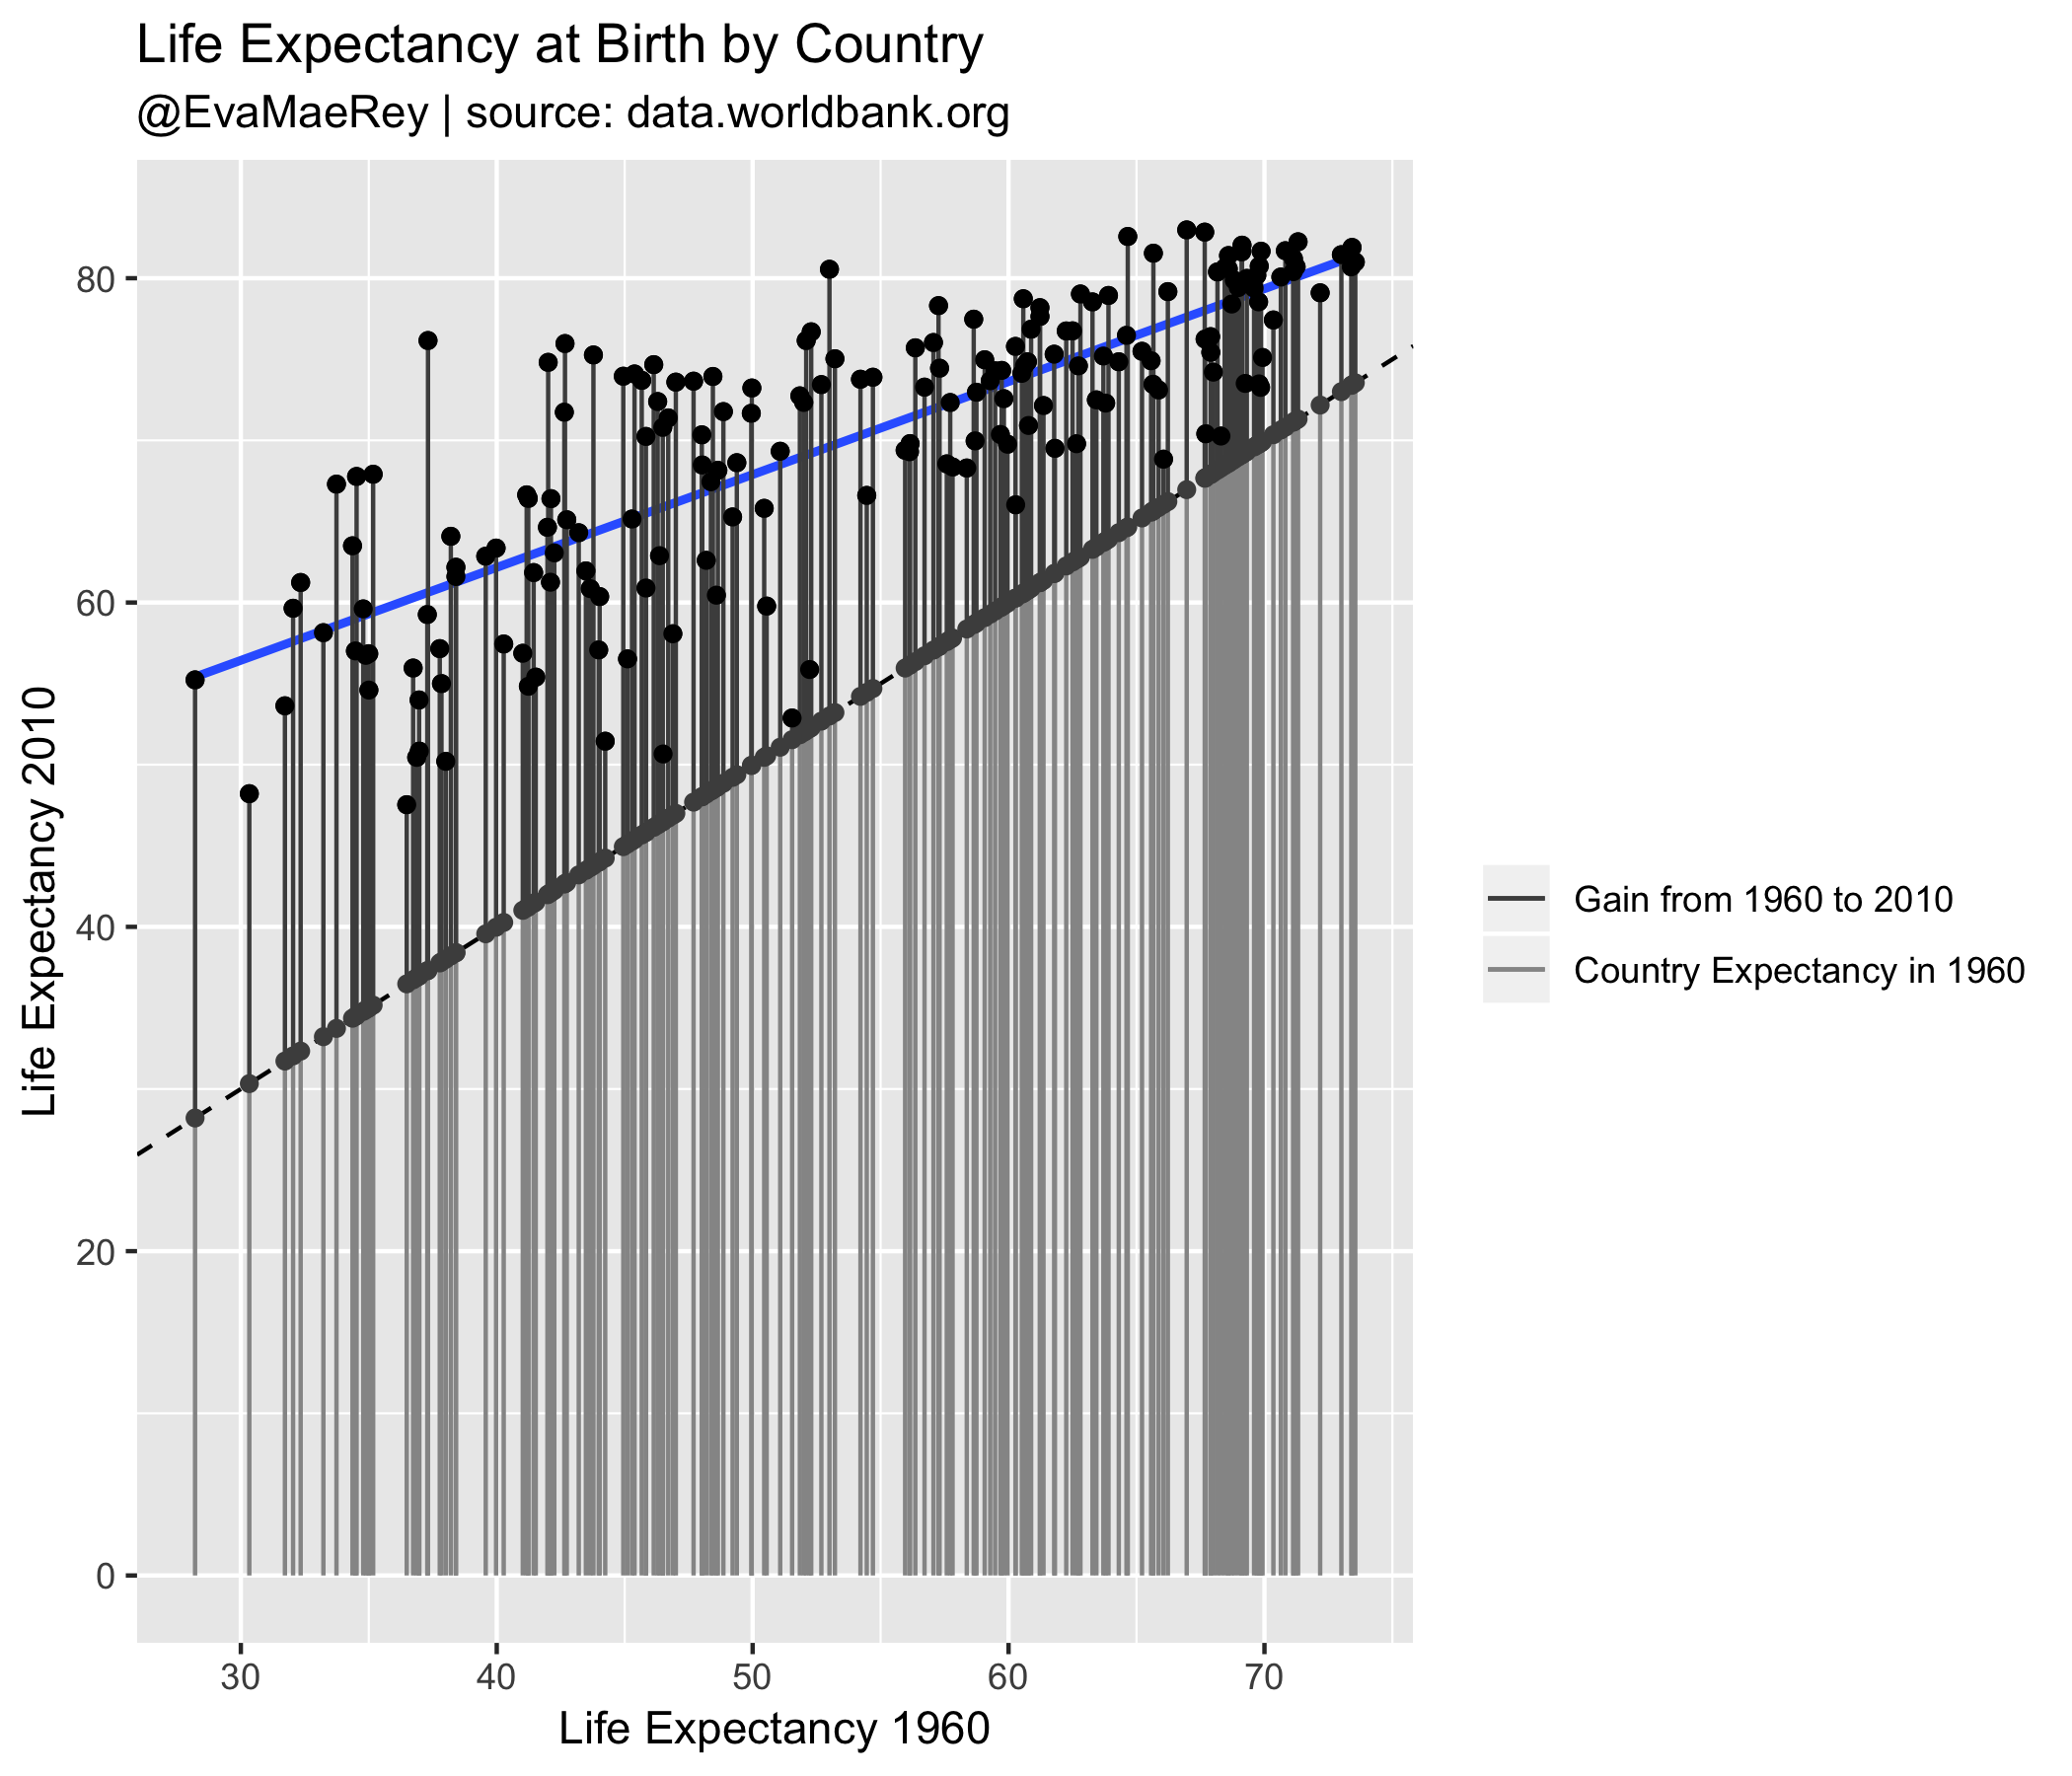 Life Expectancy at Birth by Country
@EvaMaeRey | source: data.worldbank.org
Life Expectancy 2010
80
60
40
20
0
30 40 50 60 70
Life Expectancy 1960
Gain from 1960 to 2010
Country Expectancy in 1960